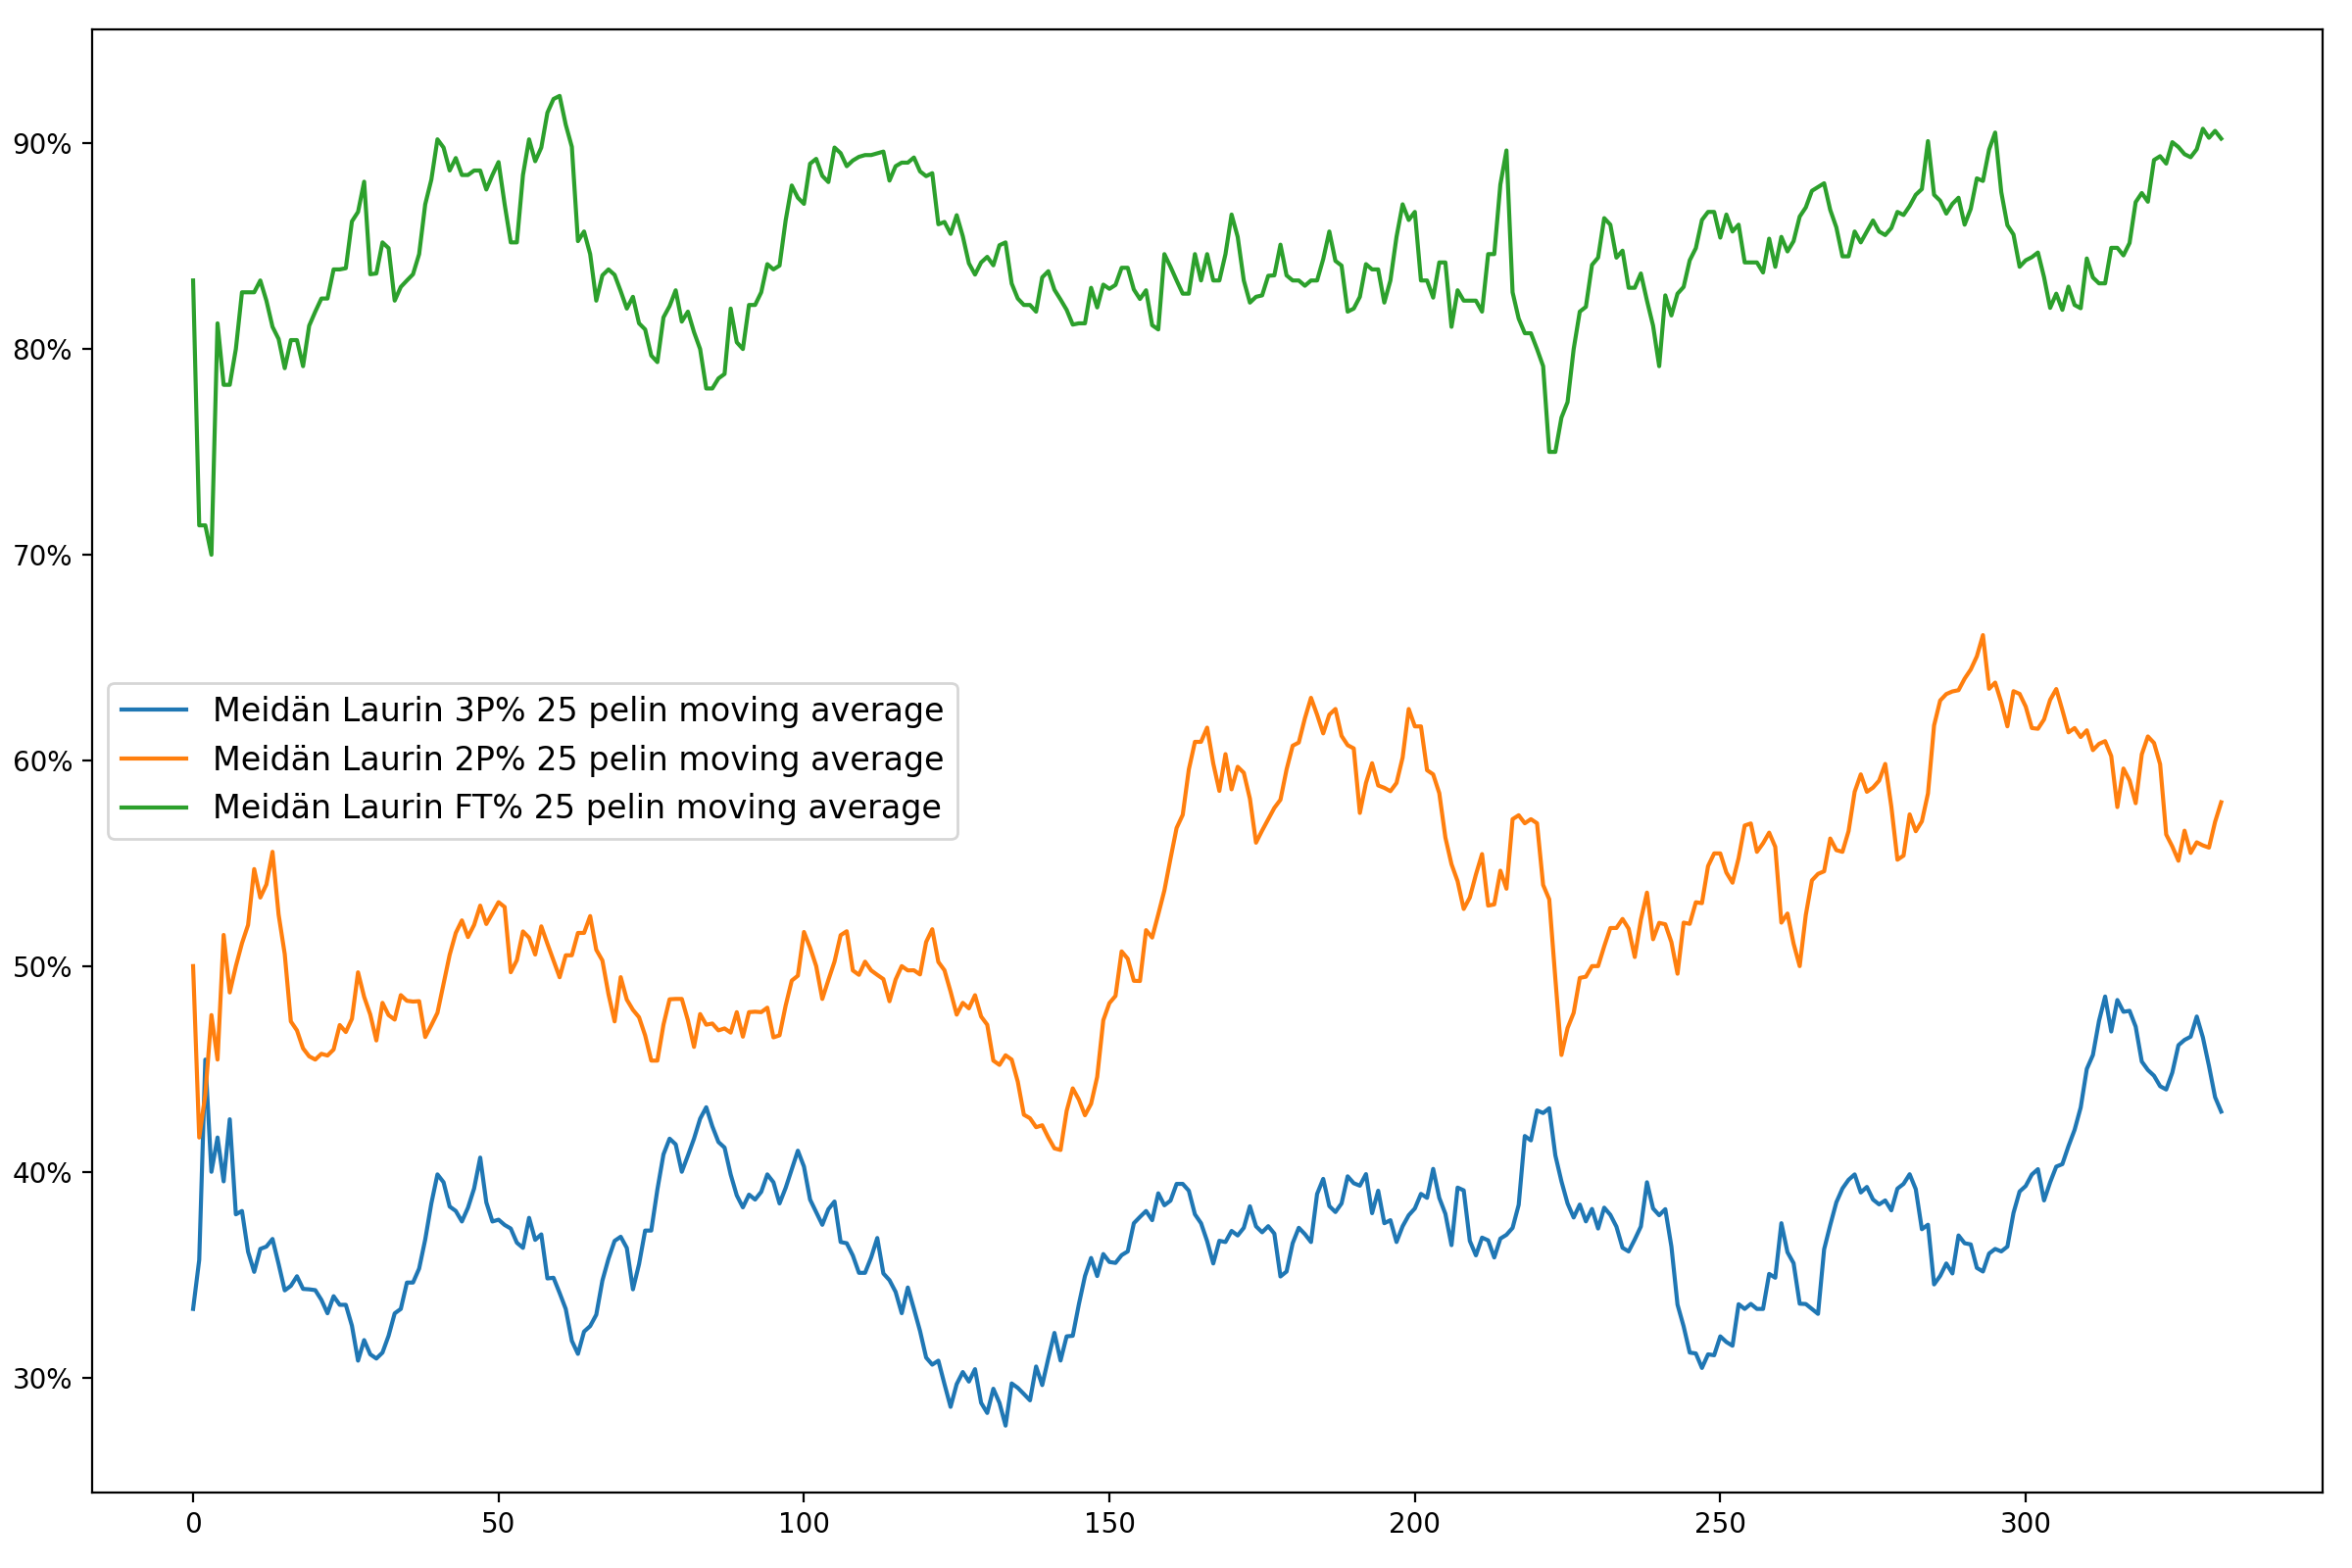 90%
80%
70%
60%
50%
40%
30%
Meidän Laurin 3P% 25 pelin moving average
Meidän Laurin 2P% 25 pelin moving average
Meidän Laurin FT% 25 pelin moving average
0 50 100 150 200 250 300